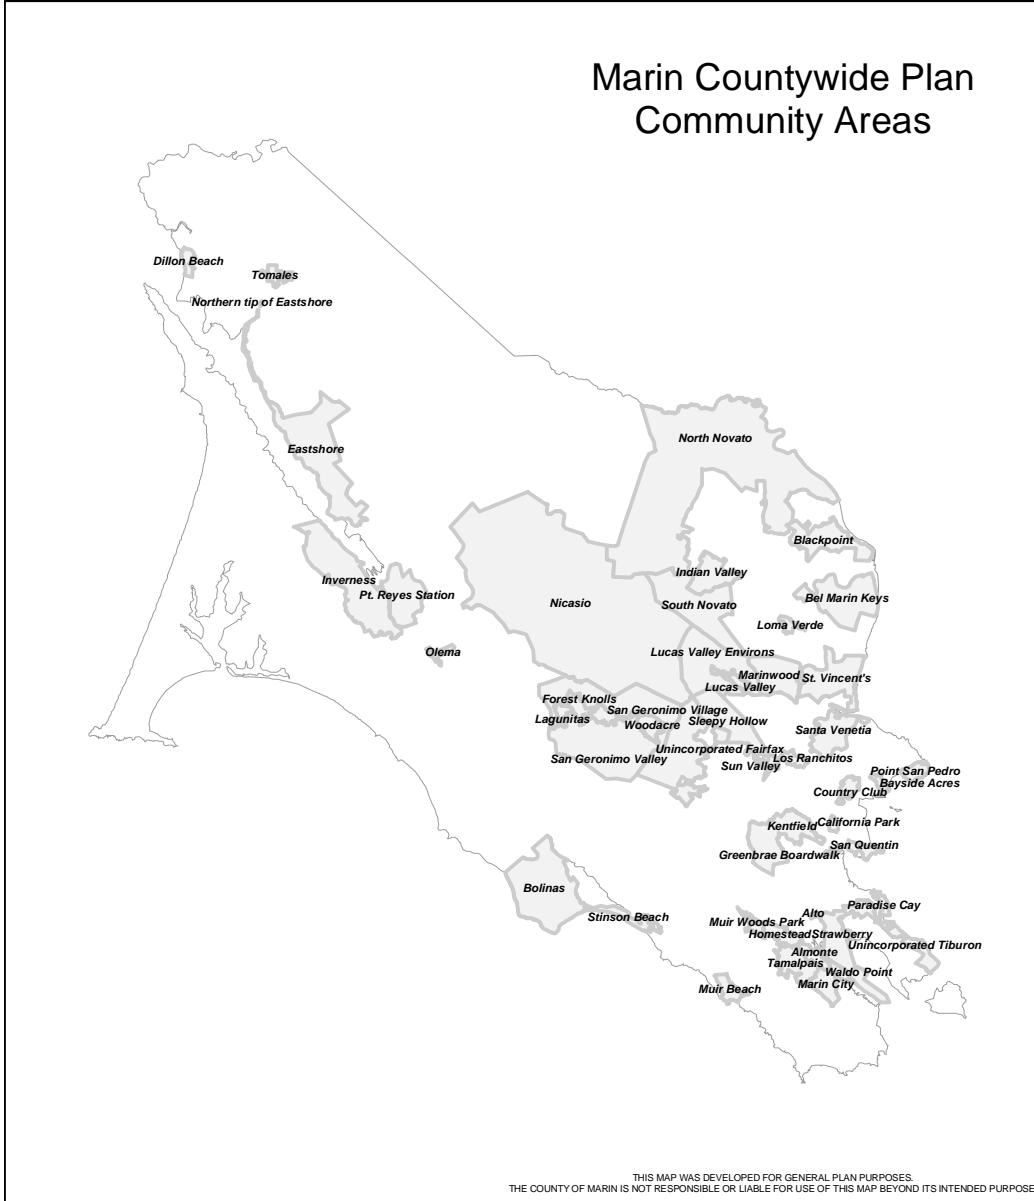 Marin Countywide Plan
Community Areas
Dillon Beach
Tomales
Northern tip of Eastshore
North Novato
Eastshore
Blackpoint
Indian Valley
Inverness
Pt. Reyes Station
Nicasio
South Novato
Bel Marin Keys
Loma Verde
Olema
Lucas Valley Environs
Marinwood
St. Vincent's
Lucas Valley
Forest Knolls
San Geronimo Village
Lagunitas
Woodacre
Sleepy Hollow
Santa Venetia
Unincorporated Fairfax
San Geronimo Valley
Sun Valley
Los Ranchitos
Point San Pedro
Bayside Acres
Country Club
Kentfield
California Park
San Quentin
Greenbrae Boardwalk
Bolinas
Paradise Cay
Stinson Beach
Muir Woods Park
Alto
Homestead
Strawberry
Unincorporated Tiburon
Almonte
Tamalpais
Waldo Point
Marin City
Muir Beach
THIS MAP WAS DEVELOPED FOR GENERAL PLAN PURPOSES.
THE COUNTY OF MARIN IS NOT RESPONSIBLE OR LIABLE FOR USE OF THIS MAP BEYOND ITS INTENDED PURPOSE